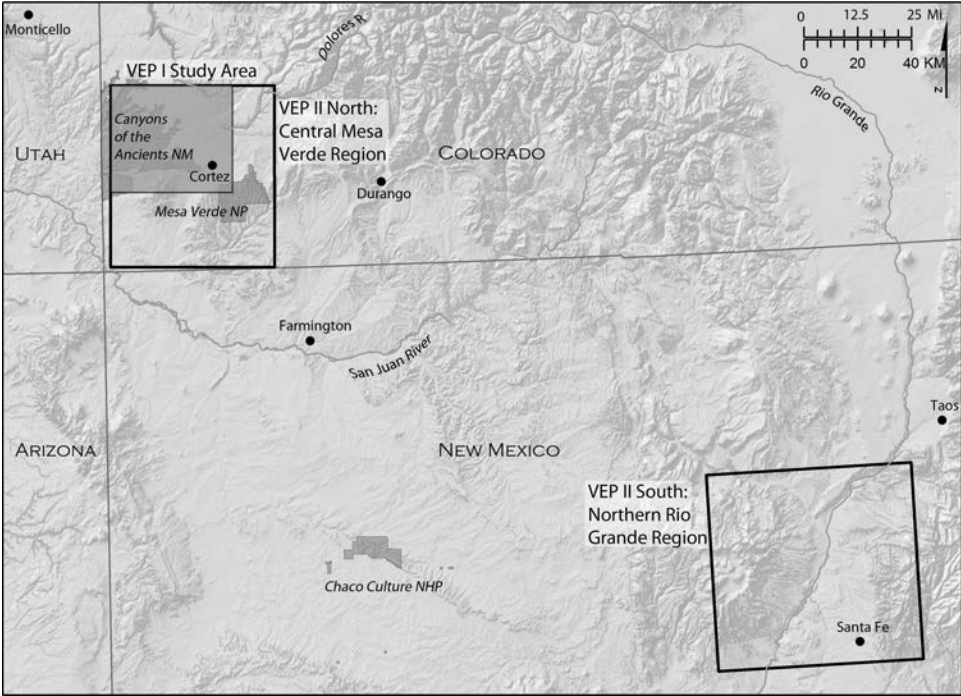 Monticello
Dolores R
0 12.5 25 Mi
0 20 40 KM
N
VEP I Study Area
VEP II North:
Central Mesa
Verde Region
Canyons
of the
Ancients NM
Rio Grande
UTAH
COLORADO
Cortez
Durango
Mesa Verde NP
Farmington
San Juan River
Taos
ARIZONA
NEW MEXICO
VEP II South:
Northern Rio
Grande Region
Chaco Culture NHP
Santa Fe